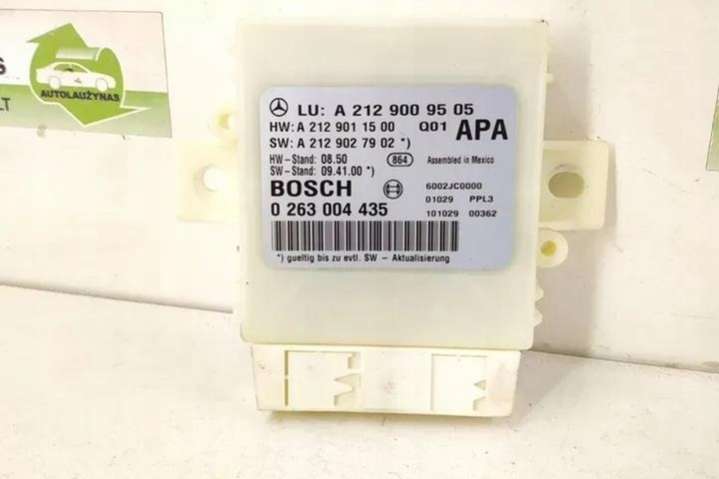 S
LT
AUTOLAUŽYNAS
LU: A 212 900 95 05
HW: A 212 901 15 00 Q01 APA
SW: A 212 902 79 02 *)
HW-Stand: 08.50 864 Assembled in Mexico
SW-Stand: 09.41.00 *)
BOSCH 6002JC0000
0 263 004 435 01029 PPL3
101029 00362
*) gueltig bis zu evtl. SW - Aktualisierung